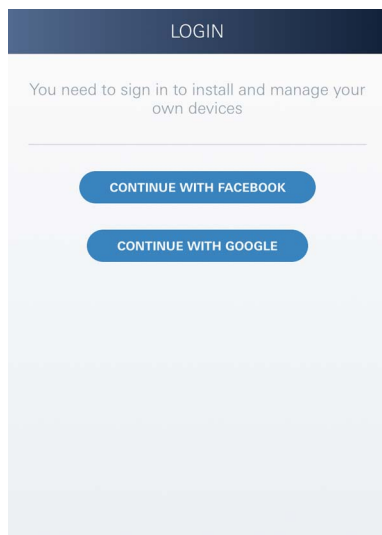 LOGIN
You need to sign in to install and manage your
own devices
CONTINUE WITH FACEBOOK
CONTINUE WITH GOOGLE